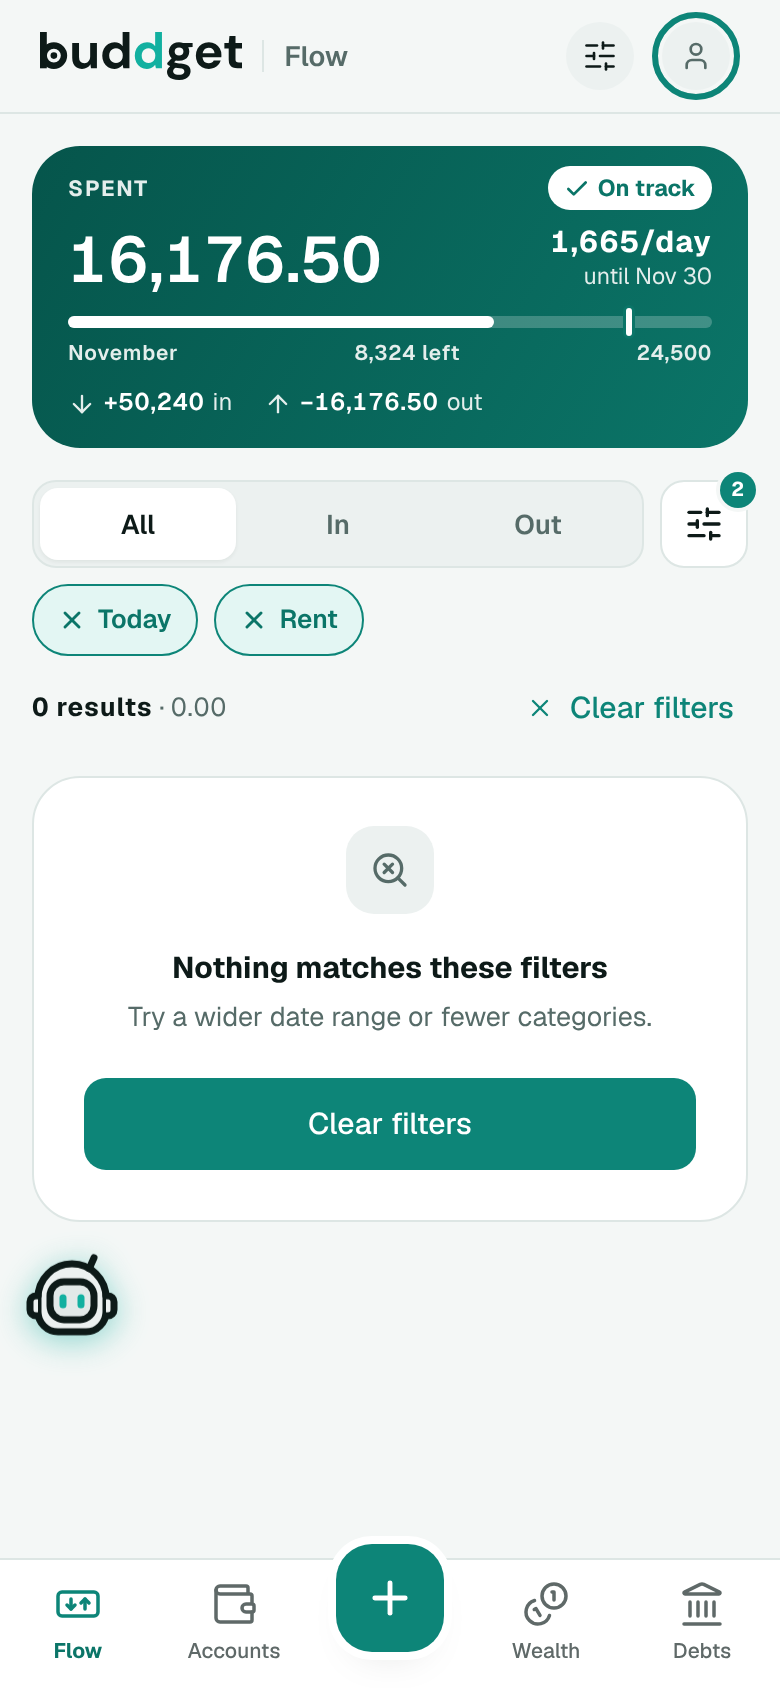 buddget Flow
SPENT
On track
16,176.50
1,665/day
until Nov 30
November 8,324 left 24,500
+50,240 in −16,176.50 out
All In Out
2
Today Rent
0 results · 0.00 Clear filters
Nothing matches these filters
Try a wider date range or fewer categories.
Clear filters
Flow Accounts Wealth Debts